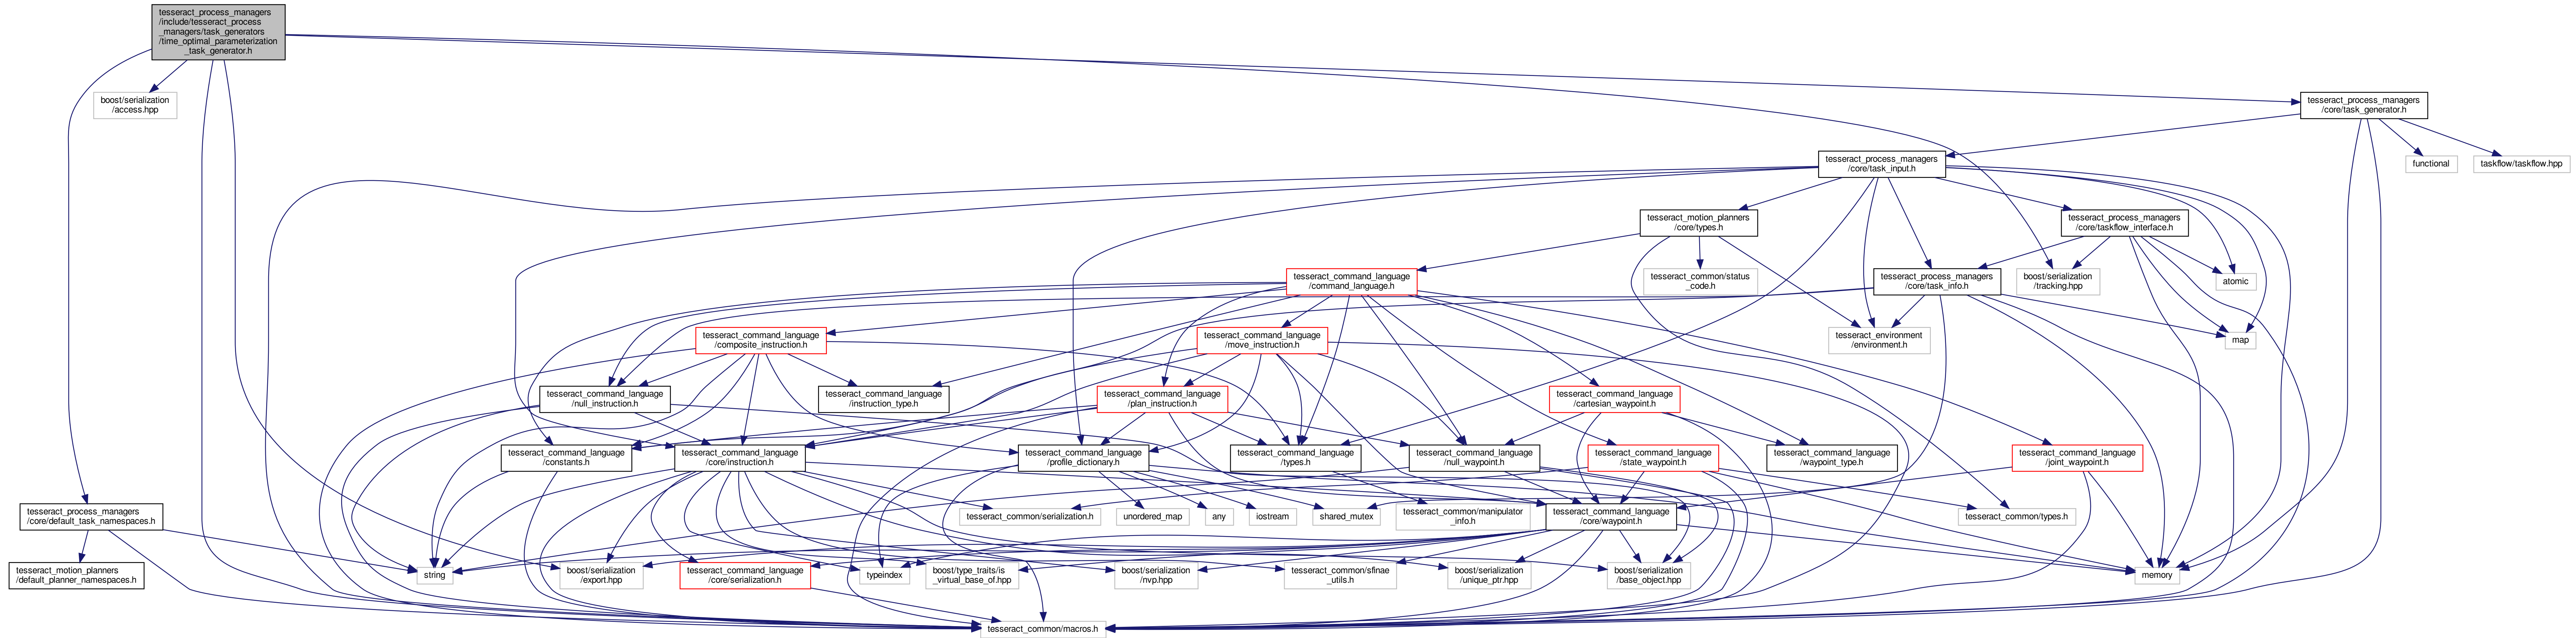 tesseract_process_managers
/include/tesseract_process
_managers/task_generators
/time_optimal_parameterization
_task_generator.h
boost/serialization
/access.hpp
tesseract_process_managers
/core/task_generator.h
tesseract_process_managers
/core/task_input.h
functional
taskflow/taskflow.hpp
tesseract_motion_planners
/core/types.h
tesseract_process_managers
/core/taskflow_interface.h
tesseract_command_language
/command_language.h
tesseract_common/status
_code.h
tesseract_process_managers
/core/task_info.h
boost/serialization
/tracking.hpp
atomic
tesseract_command_language
/composite_instruction.h
tesseract_command_language
/move_instruction.h
tesseract_environment
/environment.h
map
tesseract_command_language
/null_instruction.h
tesseract_command_language
/instruction_type.h
tesseract_command_language
/plan_instruction.h
tesseract_command_language
/cartesian_waypoint.h
tesseract_command_language
/constants.h
tesseract_command_language
/core/instruction.h
tesseract_command_language
/profile_dictionary.h
tesseract_command_language
/types.h
tesseract_command_language
/null_waypoint.h
tesseract_command_language
/state_waypoint.h
tesseract_command_language
/waypoint_type.h
tesseract_command_language
/joint_waypoint.h
tesseract_process_managers
/core/default_task_namespaces.h
tesseract_common/serialization.h
unordered_map
any
iostream
shared_mutex
tesseract_common/manipulator
_info.h
tesseract_command_language
/core/waypoint.h
tesseract_common/types.h
tesseract_motion_planners
/default_planner_namespaces.h
string
boost/serialization
/export.hpp
tesseract_command_language
/core/serialization.h
typeindex
boost/type_traits/is
_virtual_base_of.hpp
boost/serialization
/nvp.hpp
tesseract_common/sfinae
_utils.h
boost/serialization
/unique_ptr.hpp
boost/serialization
/base_object.hpp
memory
tesseract_common/macros.h